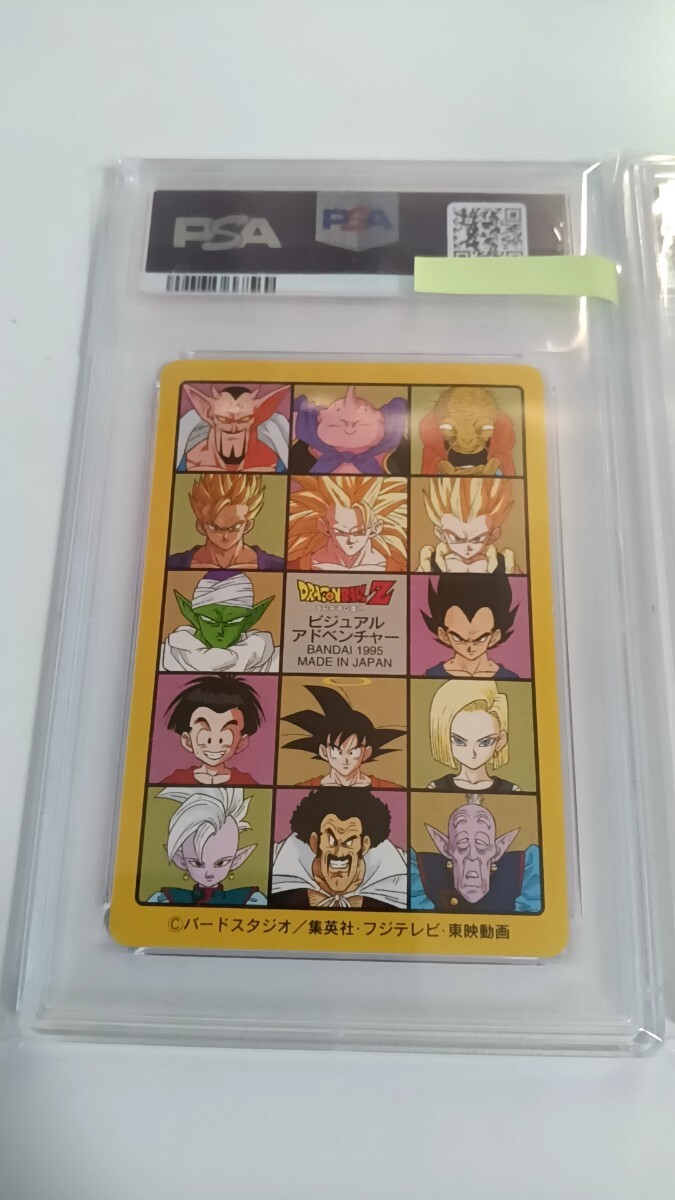 PSA
PSA
DRAGON BALL Z
ビジュアル
アドベンチャー
BANDAI 1995
MADE IN JAPAN
Ⓒバードスタジオ／集英社・フジテレビ・東映動画